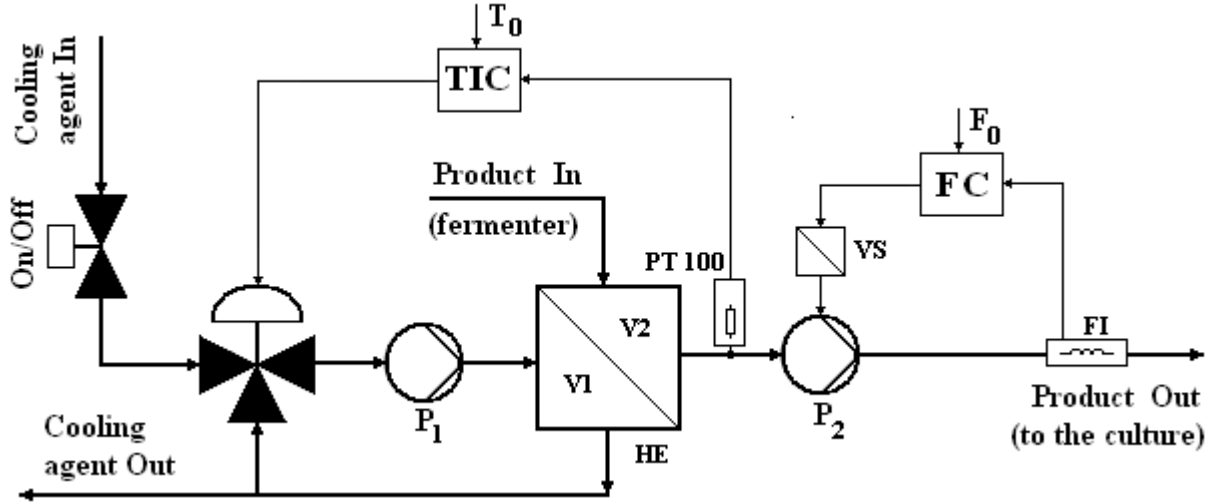 Cooling
agent In
T0
TIC
F0
FC
Product In
(fermenter)
On/Off
PT 100
VS
V2
V1
FI
P1
P2
HE
Product Out
(to the culture)
Cooling
agent Out